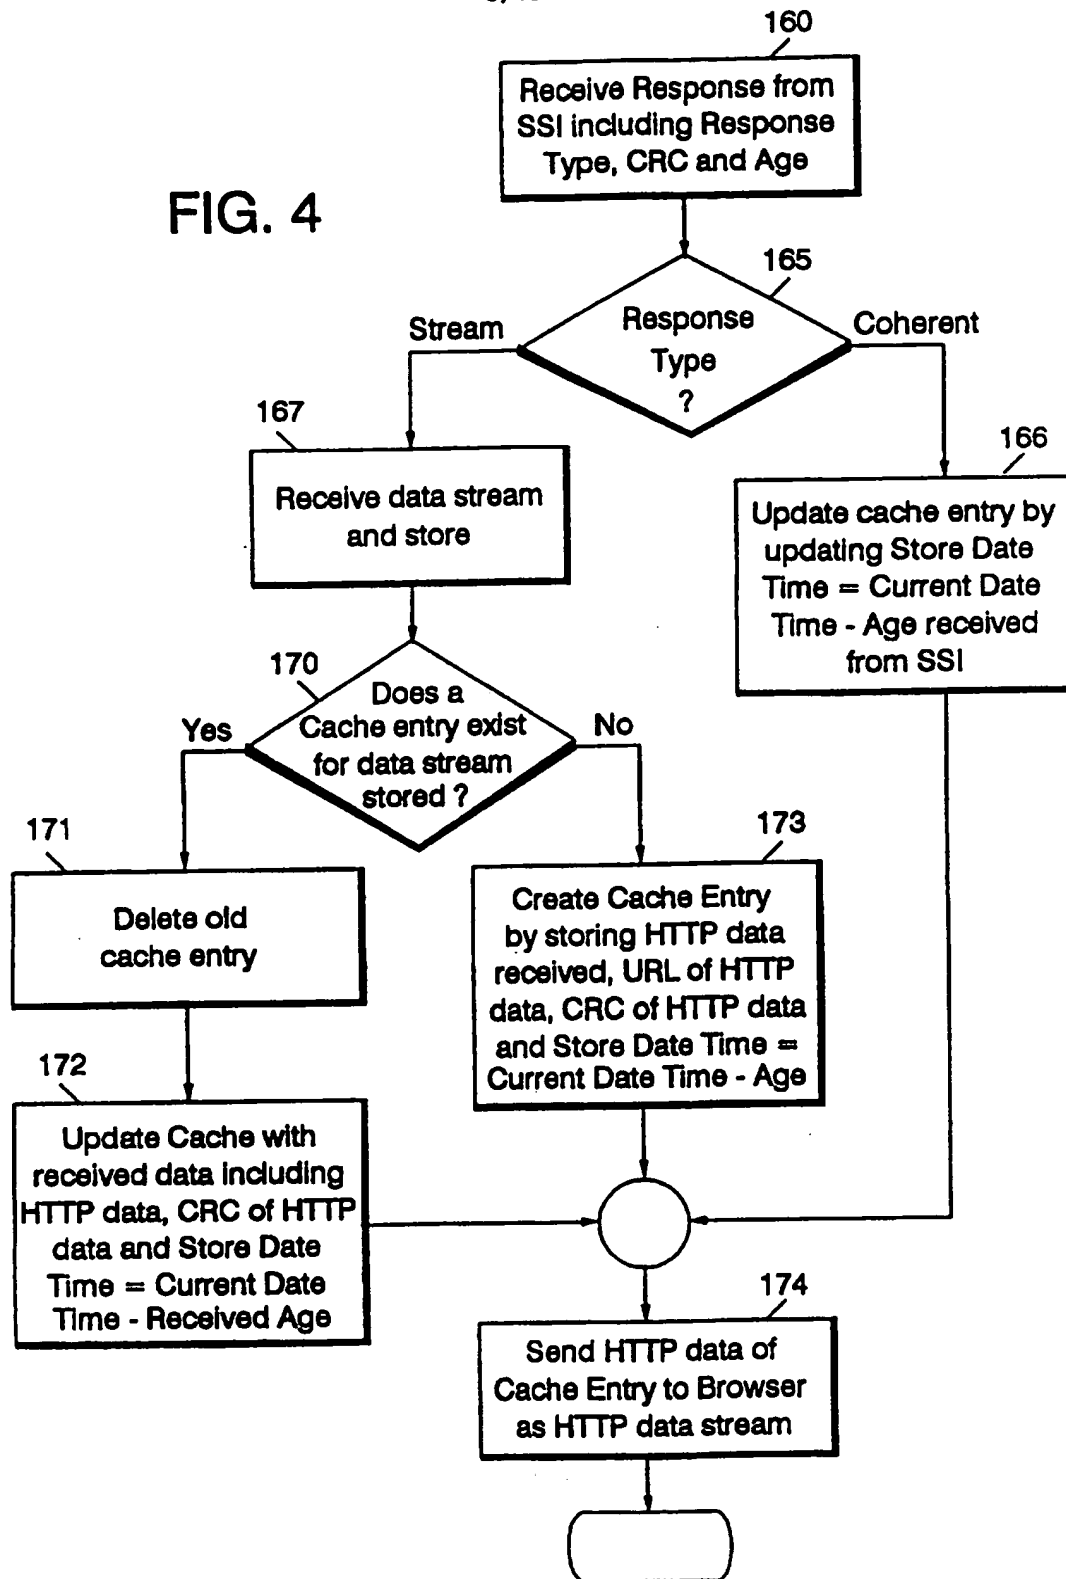 160
Receive Response from
SSI including Response
Type, CRC and Age
FIG. 4
165
Response
Type
?
Stream
Coherent
167
Receive data stream
and store
166
Update cache entry by
updating Store Date
Time = Current Date
Time - Age received
from SSI
170
Does a
Cache entry exist
for data stream
stored ?
Yes
No
171
Delete old
cache entry
173
Create Cache Entry
by storing HTTP data
received, URL of HTTP
data, CRC of HTTP data
and Store Date Time =
Current Date Time - Age
172
Update Cache with
received data including
HTTP data, CRC of HTTP
data and Store Date
Time = Current Date
Time - Received Age
174
Send HTTP data of
Cache Entry to Browser
as HTTP data stream